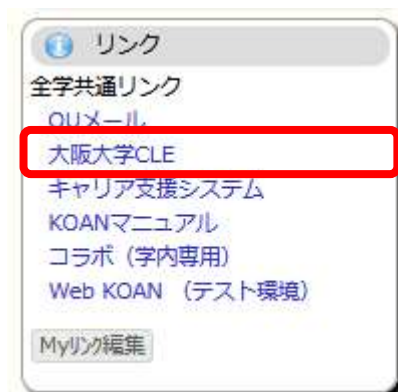 リンク
全学共通リンク
OUメール
大阪大学CLE
キャリア支援システム
KOANマニュアル
コラボ（学内専用）
Web KOAN （テスト環境）
Myリンク編集